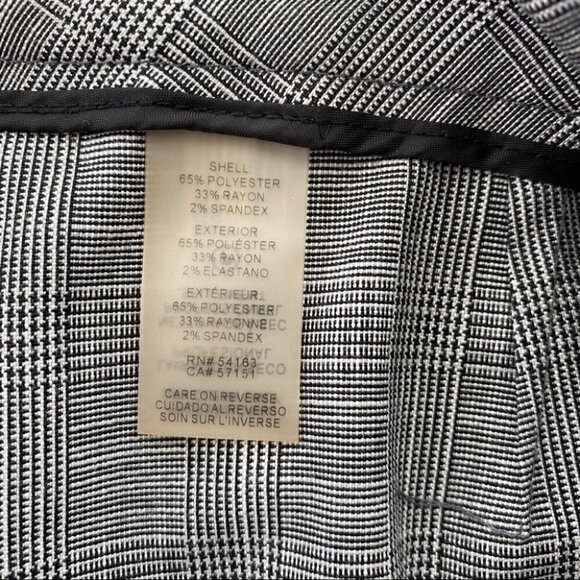 SHELL
65% POLYESTER
33% RAYON
2% SPANDEX
EXTERIOR
65% POLIÉSTER
33% RAYON
2% ELASTANO
EXTÉRIEUR
65% POLYESTER
33% RAYONNE
2% SPANDEX
RN# 54163
CA# 57151
CARE ON REVERSE
CUIDADO AL REVERSO
SOIN SUR L'INVERSE